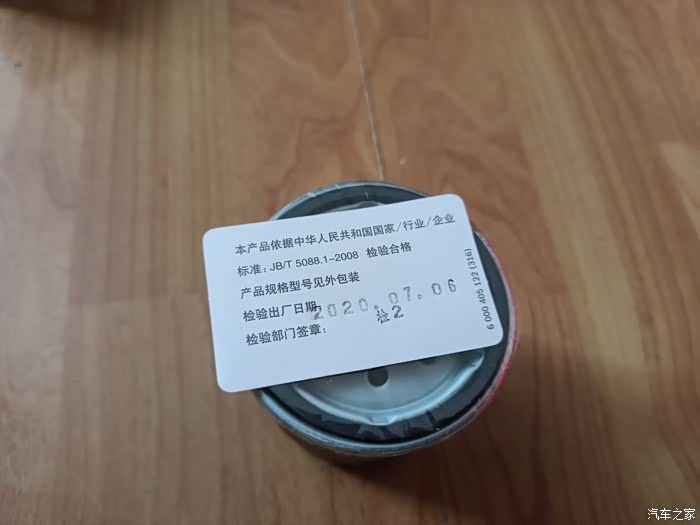 本产品依据中华人民共和国国家/行业/企业
标准：JB/T 5088.1-2008 检验合格
产品规格型号见外包装
检验出厂日期：2020.07.06
检验部门签章：
6 000 405 122 (316)
汽车之家